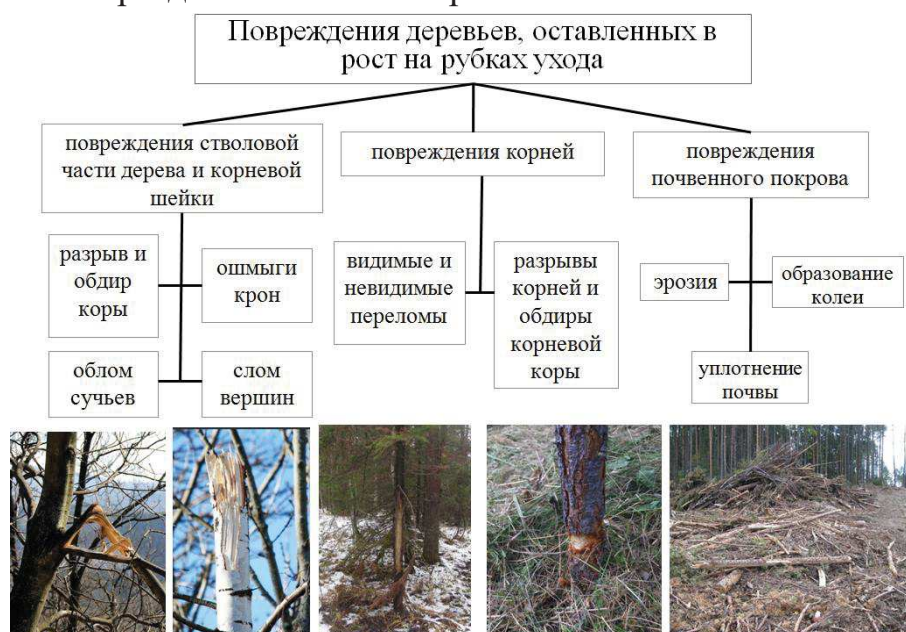 Повреждения деревьев, оставленных в
рост на рубках ухода
повреждения стволовой
части дерева и корневой
шейки
повреждения корней
повреждения
почвенного покрова
разрыв и
обдир
коры
ошмыги
крон
видимые и
невидимые
переломы
разрывы
корней и
обдиры
корневой
коры
эрозия
образование
колеи
облом
сучьев
слом
вершин
уплотнение
почвы